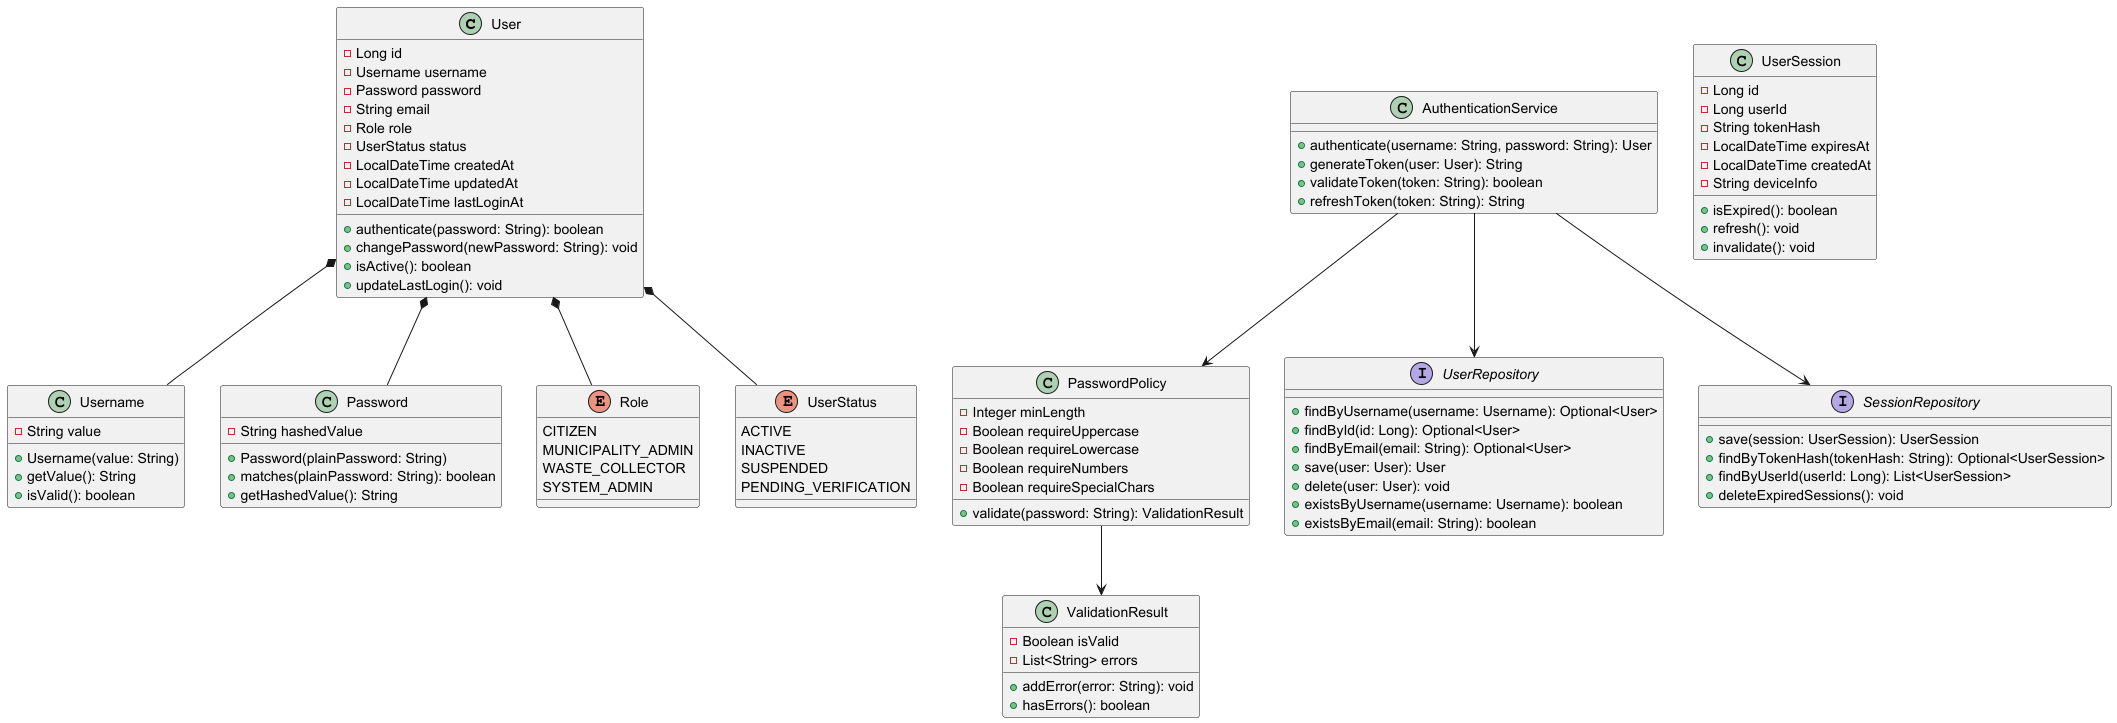 C User
Long id
Username username
Password password
String email
Role role
UserStatus status
LocalDateTime createdAt
LocalDateTime updatedAt
LocalDateTime lastLoginAt
authenticate(password: String): boolean
changePassword(newPassword: String): void
isActive(): boolean
updateLastLogin(): void
C AuthenticationService
authenticate(username: String, password: String): User
generateToken(user: User): String
validateToken(token: String): boolean
refreshToken(token: String): String
C UserSession
Long id
Long userId
String tokenHash
LocalDateTime expiresAt
LocalDateTime createdAt
String deviceInfo
isExpired(): boolean
refresh(): void
invalidate(): void
C Username
String value
Username(value: String)
getValue(): String
isValid(): boolean
C Password
String hashedValue
Password(plainPassword: String)
matches(plainPassword: String): boolean
getHashedValue(): String
E Role
CITIZEN
MUNICIPALITY_ADMIN
WASTE_COLLECTOR
SYSTEM_ADMIN
E UserStatus
ACTIVE
INACTIVE
SUSPENDED
PENDING_VERIFICATION
C PasswordPolicy
Integer minLength
Boolean requireUppercase
Boolean requireLowercase
Boolean requireNumbers
Boolean requireSpecialChars
validate(password: String): ValidationResult
I UserRepository
findByUsername(username: Username): Optional<User>
findById(id: Long): Optional<User>
findByEmail(email: String): Optional<User>
save(user: User): User
delete(user: User): void
existsByUsername(username: Username): boolean
existsByEmail(email: String): boolean
I SessionRepository
save(session: UserSession): UserSession
findByTokenHash(tokenHash: String): Optional<UserSession>
findByUserId(userId: Long): List<UserSession>
deleteExpiredSessions(): void
C ValidationResult
Boolean isValid
List<String> errors
addError(error: String): void
hasErrors(): boolean